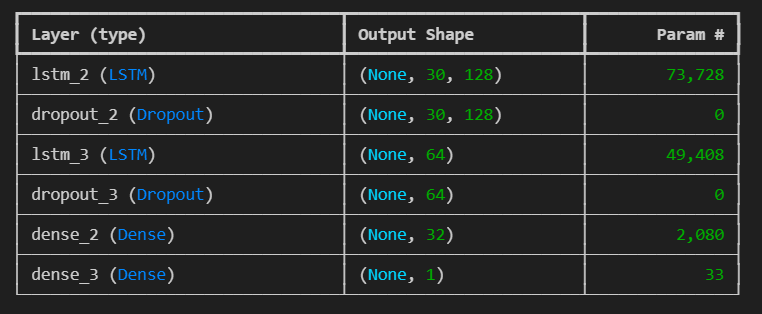 Layer (type) Output Shape Param #
lstm_2 (LSTM) (None, 30, 128) 73,728
dropout_2 (Dropout) (None, 30, 128) 0
lstm_3 (LSTM) (None, 64) 49,408
dropout_3 (Dropout) (None, 64) 0
dense_2 (Dense) (None, 32) 2,080
dense_3 (Dense) (None, 1) 33